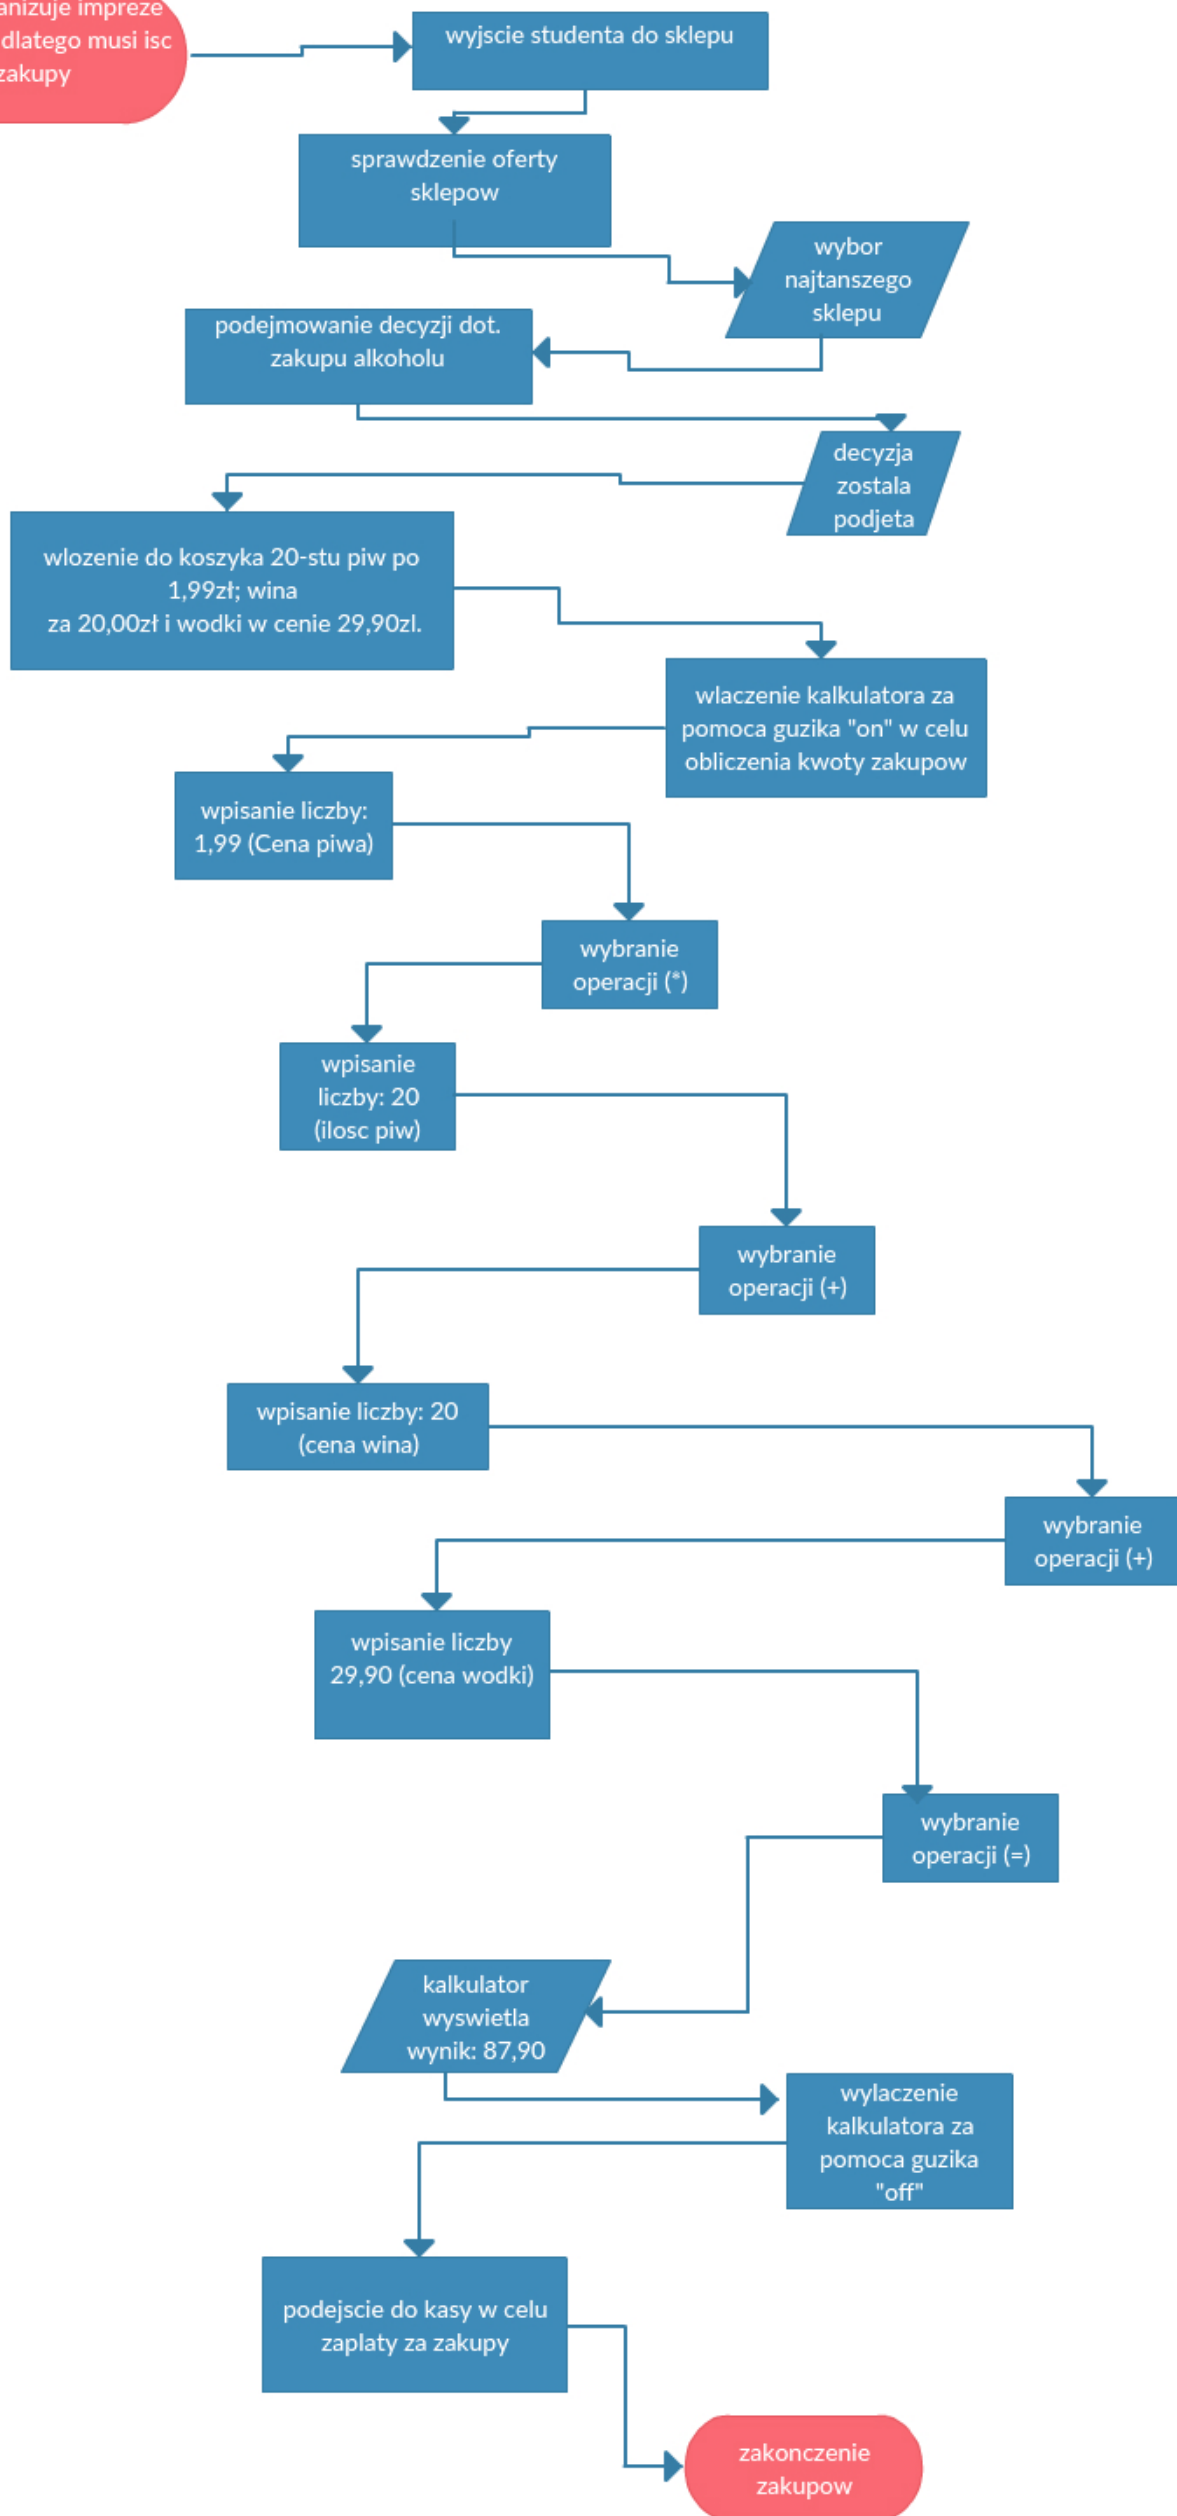 anizuje impreze
dlatego musi isc
zakupy
wyjscie studenta do sklepu
sprawdzenie oferty
sklepow
wybor
najtanszego
sklepu
podejmowanie decyzji dot.
zakupu alkoholu
decyzja
zostala
podjeta
wlozenie do koszyka 20-stu piw po
1,99zł; wina
za 20,00zł i wodki w cenie 29,90zl.
wlaczenie kalkulatora za
pomoca guzika "on" w celu
obliczenia kwoty zakupow
wpisanie liczby:
1,99 (Cena piwa)
wybranie
operacji (*)
wpisanie
liczby: 20
(ilosc piw)
wybranie
operacji (+)
wpisanie liczby: 20
(cena wina)
wybranie
operacji (+)
wpisanie liczby
29,90 (cena wodki)
wybranie
operacji (=)
kalkulator
wyswietla
wynik: 87,90
wylaczenie
kalkulatora za
pomoca guzika
"off"
podejscie do kasy w celu
zaplaty za zakupy
zakonczenie
zakupow